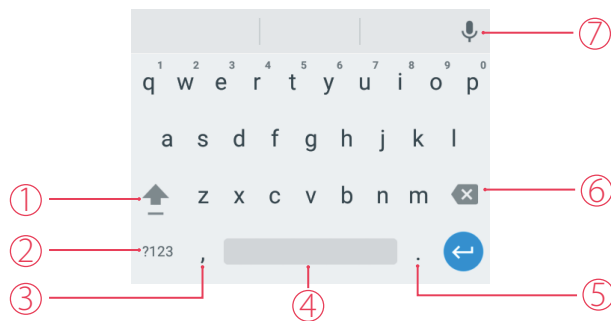 ⑦
1 2 3 4 5 6 7 8 9 0
q w e r t y u i o p
a s d f g h j k l
① z x c v b n m ⑥
② ?123 , .
③ ④ ⑤